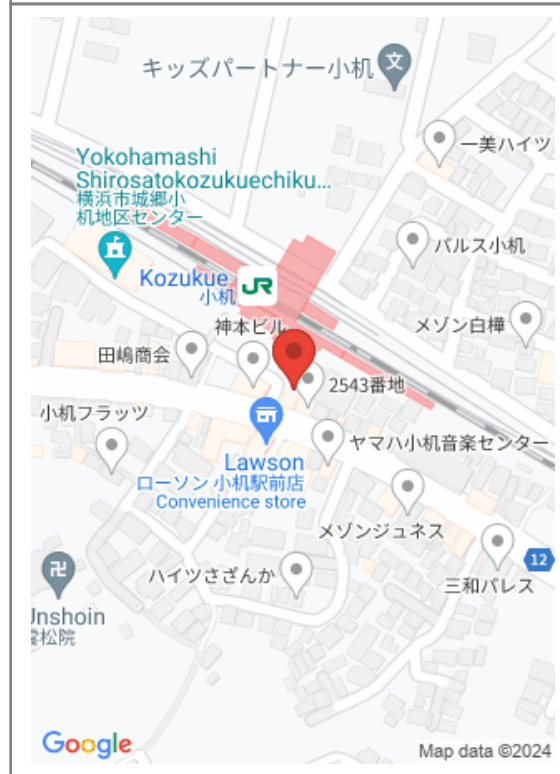 キッズパートナー小机
文
一美ハイツ
Yokohamashi
Shirosatokozukuechiku...
横浜市城郷小
机地区センター
パルス小机
Kozukue
小机
JR
メゾン白樺
神本ビル
田嶋商会
2543番地
小机フラッツ
ヤマハ小机音楽センター
Lawson
ローソン 小机駅前店
Convenience store
メゾンジュネス
12
三和パレス
ハイツさざんか
卍
Unshoin
雲松院
Google
Map data ©2024